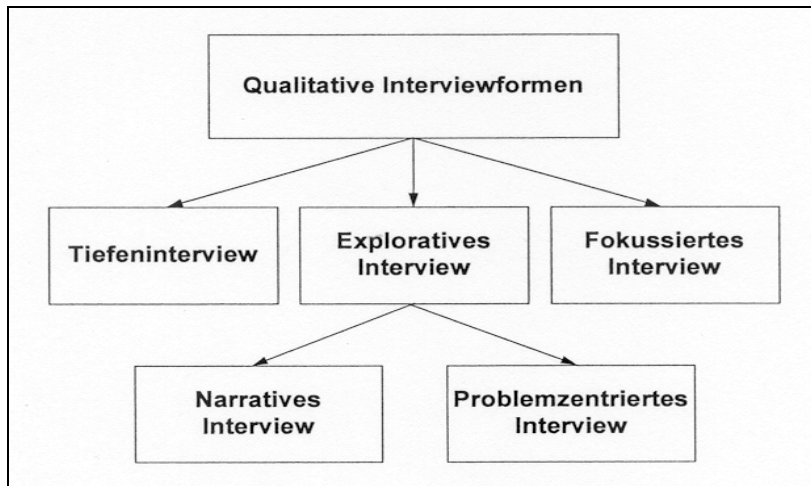 Qualitative Interviewformen
Tiefeninterview
Exploratives
Interview
Fokussiertes
Interview
Narratives
Interview
Problemzentriertes
Interview